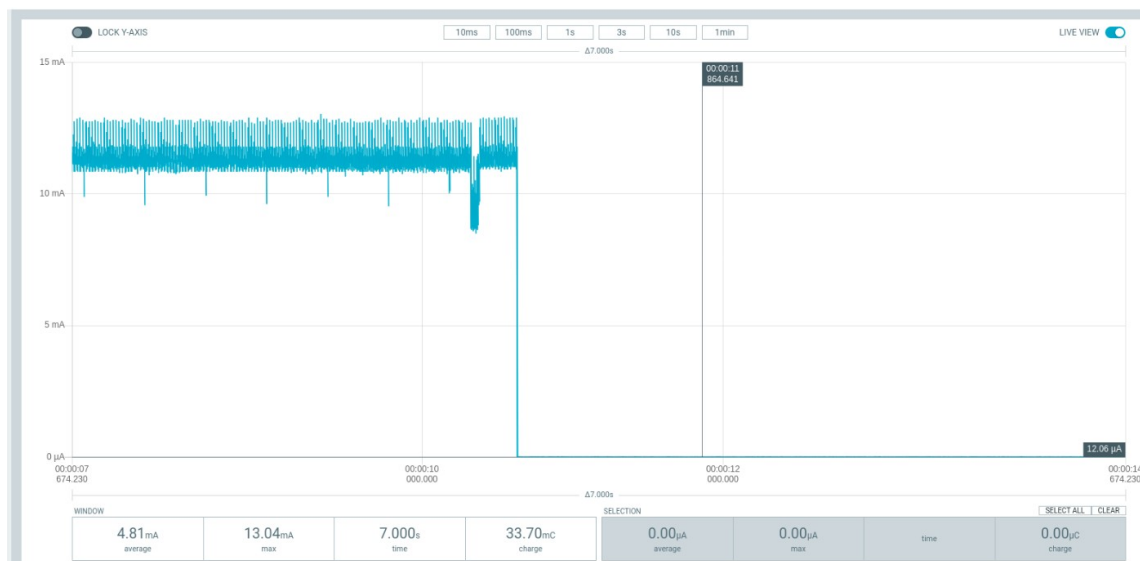 LOCK Y-AXIS
10ms 100ms 1s 3s 10s 1min
LIVE VIEW
Δ7.000s
15 mA
00:00:11
864.641
10 mA
5 mA
0 µA
12.06 µA
00:00:07 00:00:10 00:00:12 00:00:14
674.230 000.000 000.000 674.230
Δ7.000s
WINDOW SELECTION SELECT ALL CLEAR
4.81mA 13.04mA 7.000s 33.70mC 0.00µA 0.00µA 0.00µC
average max time charge average max time charge